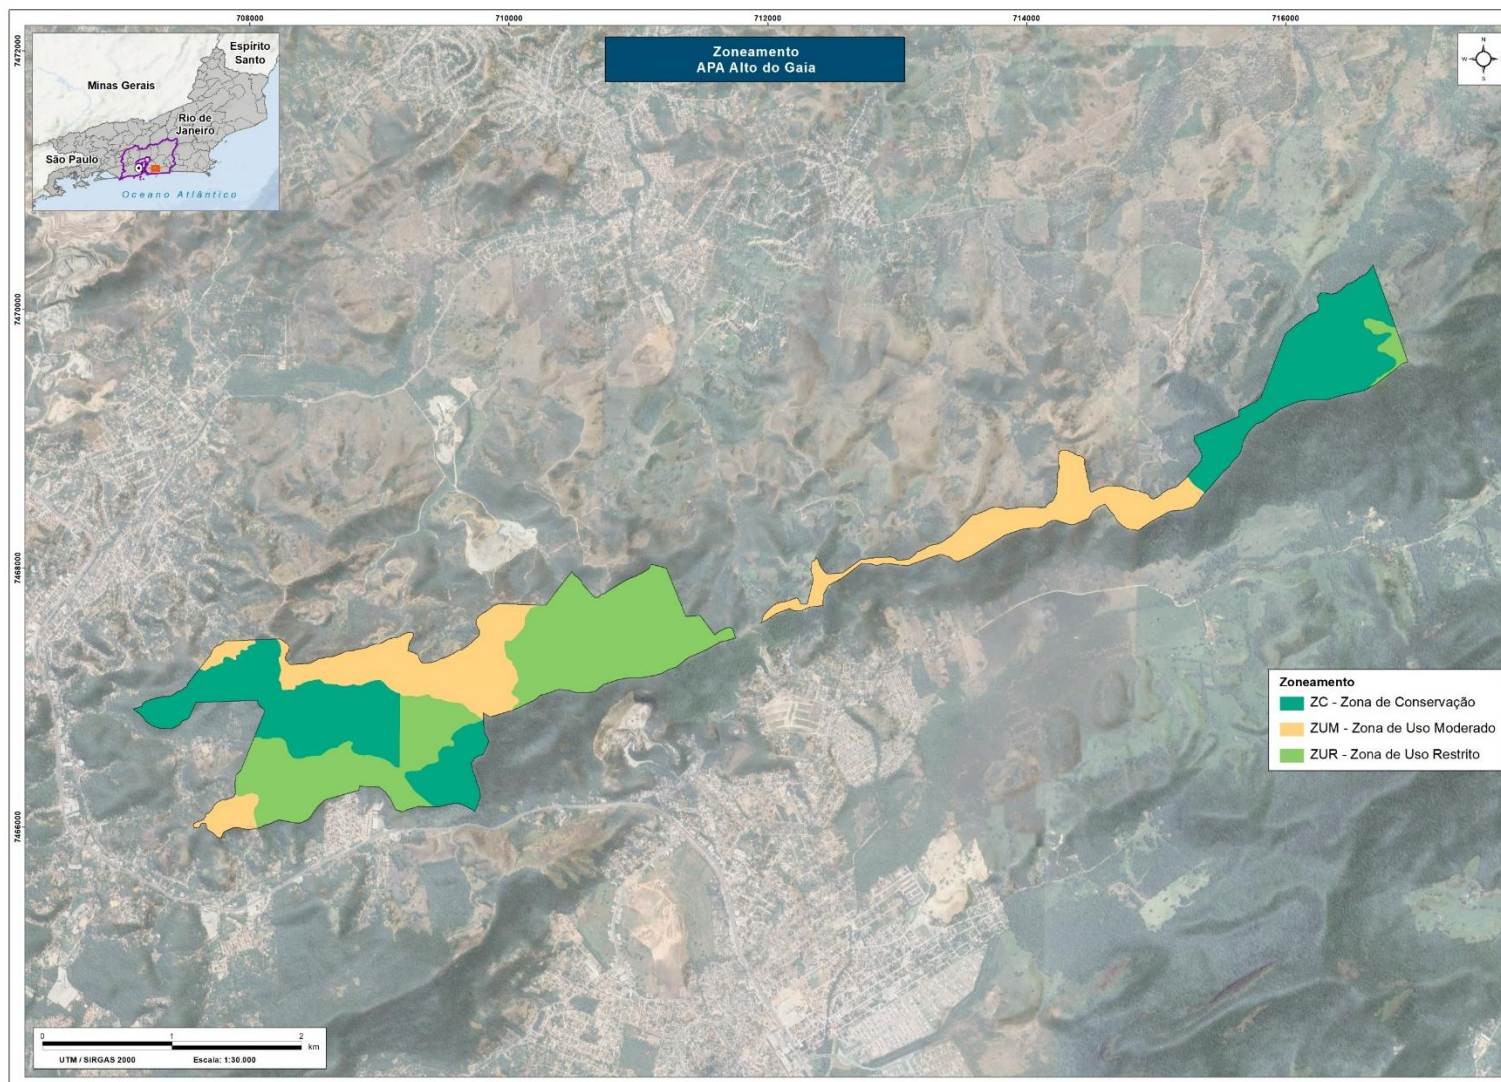 708000
710000
712000
714000
716000
7472000
7470000
7468000
7466000
Zoneamento
APA Alto do Gaia
N
W
S
Espírito
Santo
Minas Gerais
Rio de
Janeiro
São Paulo
Oceano Atlântico
Zoneamento
ZC - Zona de Conservação
ZUM - Zona de Uso Moderado
ZUR - Zona de Uso Restrito
0
1
2
km
UTM / SIRGAS 2000
Escala: 1:30.000